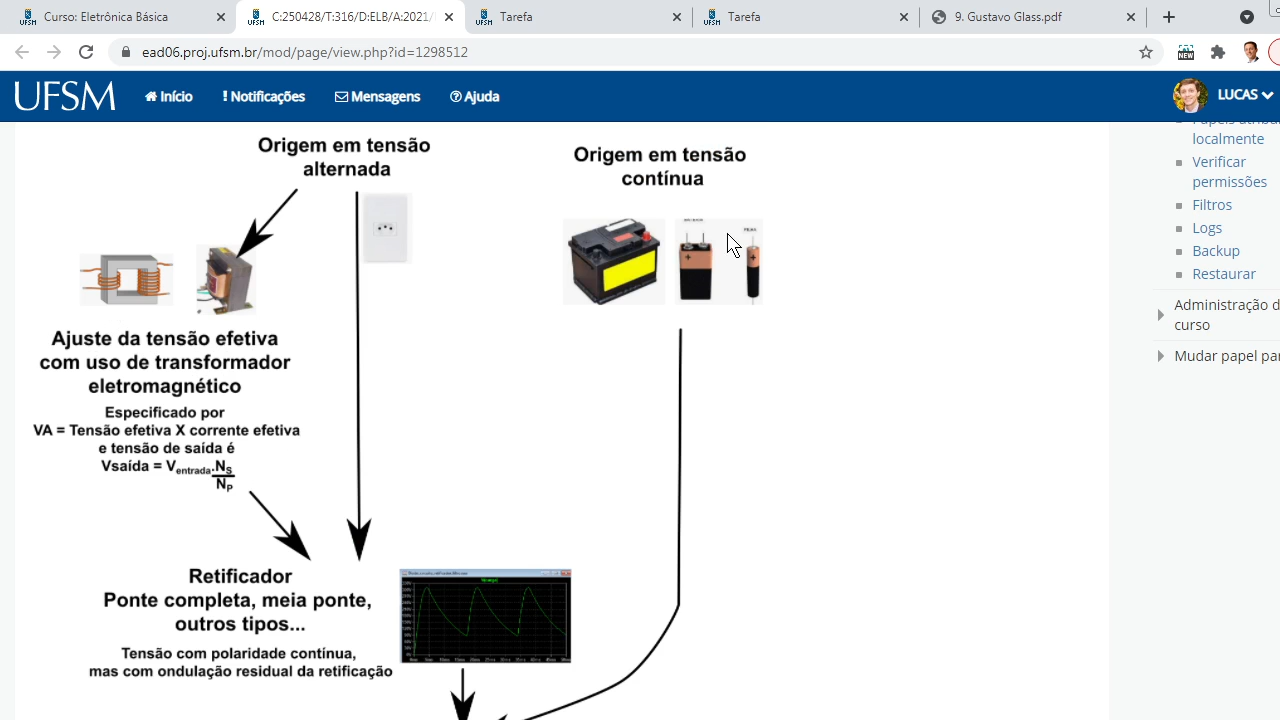 Curso: Eletrônica Básica
C:250428/T:316/D:ELB/A:2021/
Tarefa
Tarefa
9. Gustavo Glass.pdf
ead06.proj.ufsm.br/mod/page/view.php?id=1298512
NEW
UFSM
Início
Notificações
Mensagens
Ajuda
LUCAS
localmente
Verificar
permissões
Filtros
Logs
Backup
Restaurar
Administração d
curso
Mudar papel par
Origem em tensão
alternada
Origem em tensão
contínua
Ajuste da tensão efetiva
com uso de transformador
eletromagnético
Especificado por
VA = Tensão efetiva X corrente efetiva
e tensão de saída é
Vsaída = Ventrada.NS
NP
Retificador
Ponte completa, meia ponte,
outros tipos...
Tensão com polaridade contínua,
mas com ondulação residual da retificação